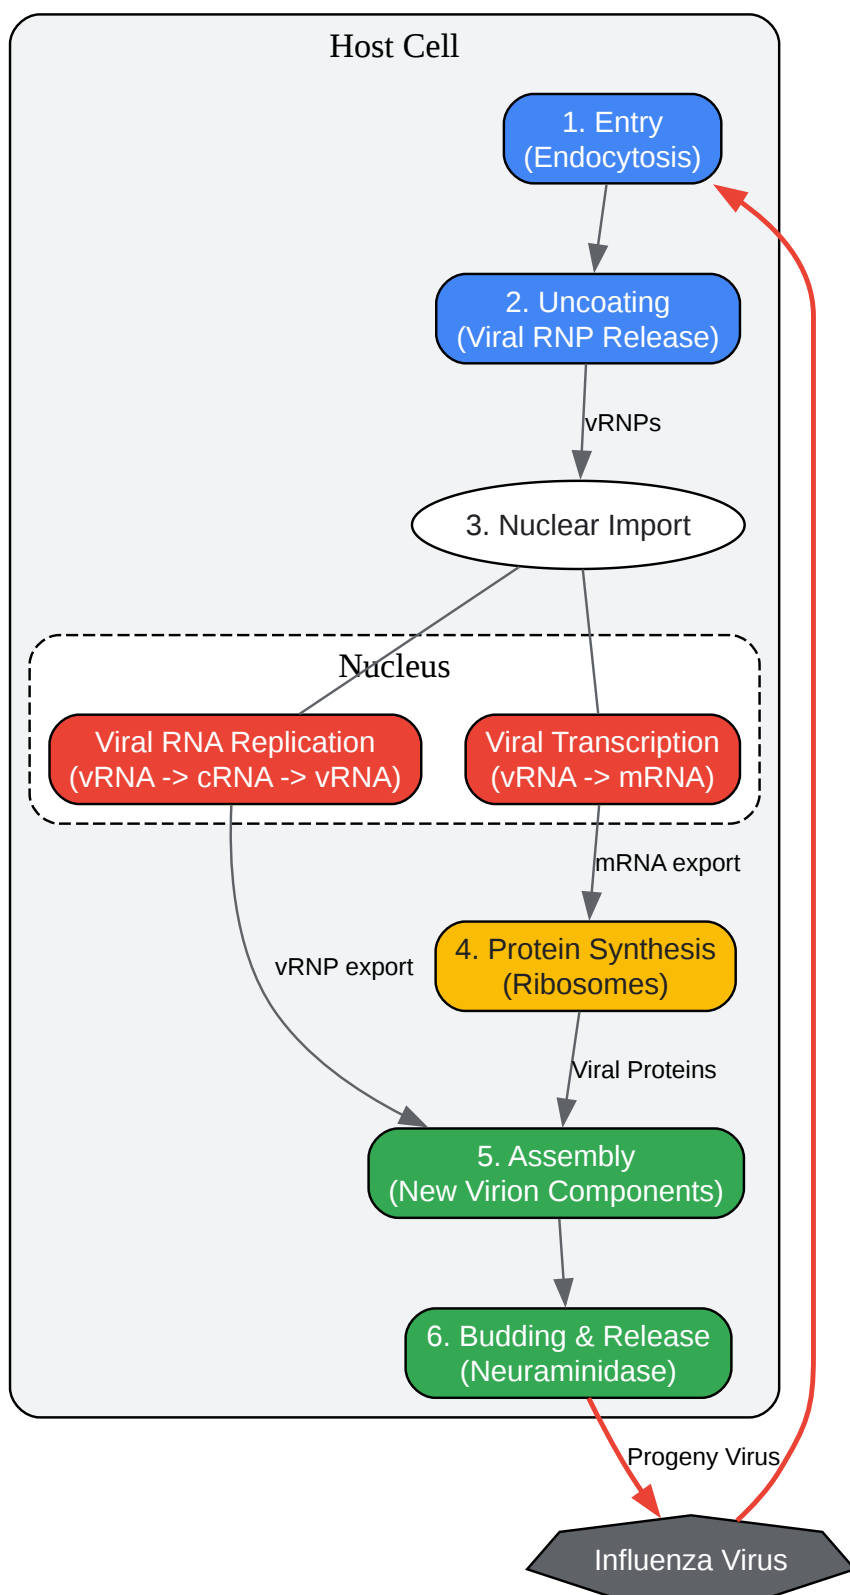 Host Cell
1. Entry
(Endocytosis)
2. Uncoating
(Viral RNP Release)
vRNPs
3. Nuclear Import
Nucleus
Viral RNA Replication
(vRNA -> cRNA -> vRNA)
Viral Transcription
(vRNA -> mRNA)
mRNA export
4. Protein Synthesis
(Ribosomes)
vRNP export
Viral Proteins
5. Assembly
(New Virion Components)
6. Budding & Release
(Neuraminidase)
Progeny Virus
Influenza Virus